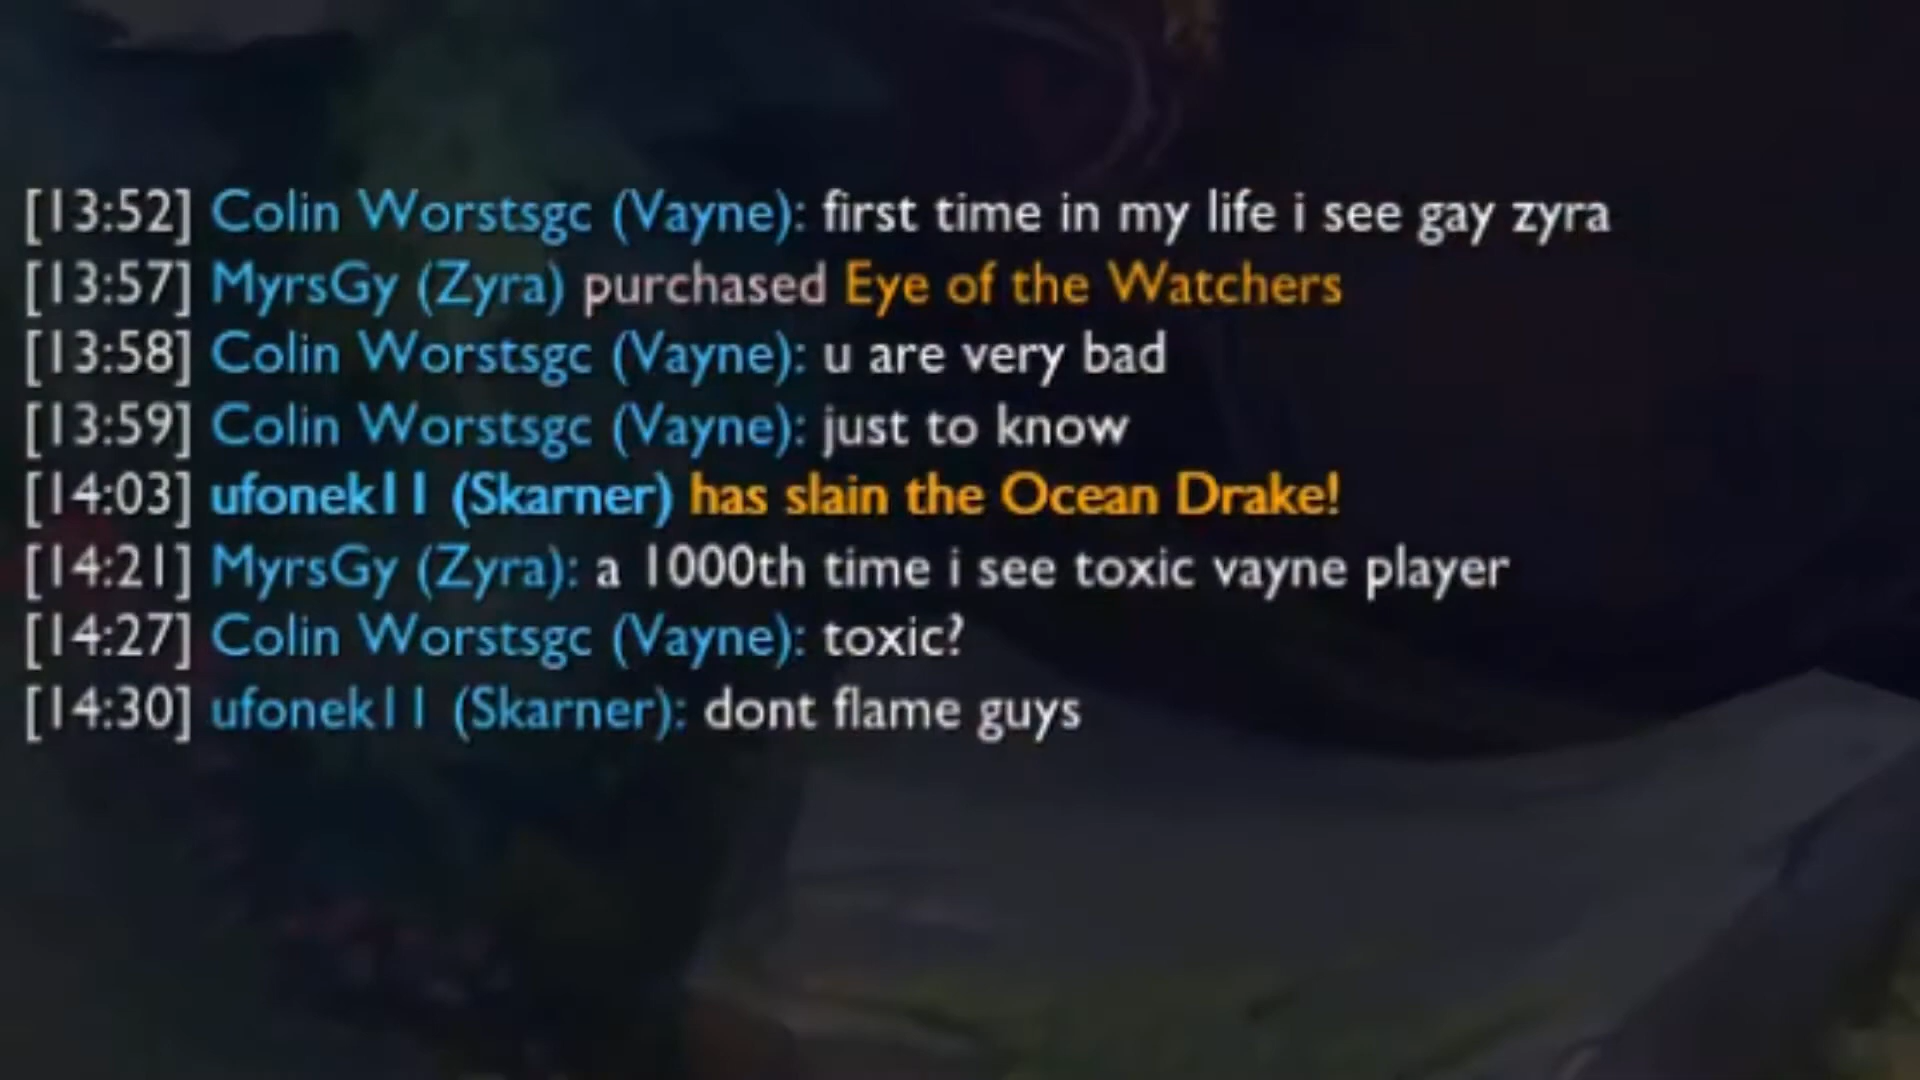 [13:52] Colin Worstsgc (Vayne): first time in my life i see gay zyra
[13:57] MyrsGy (Zyra) purchased Eye of the Watchers
[13:58] Colin Worstsgc (Vayne): u are very bad
[13:59] Colin Worstsgc (Vayne): just to know
[14:03] ufonek11 (Skarner) has slain the Ocean Drake!
[14:21] MyrsGy (Zyra): a 1000th time i see toxic vayne player
[14:27] Colin Worstsgc (Vayne): toxic?
[14:30] ufonek11 (Skarner): dont flame guys